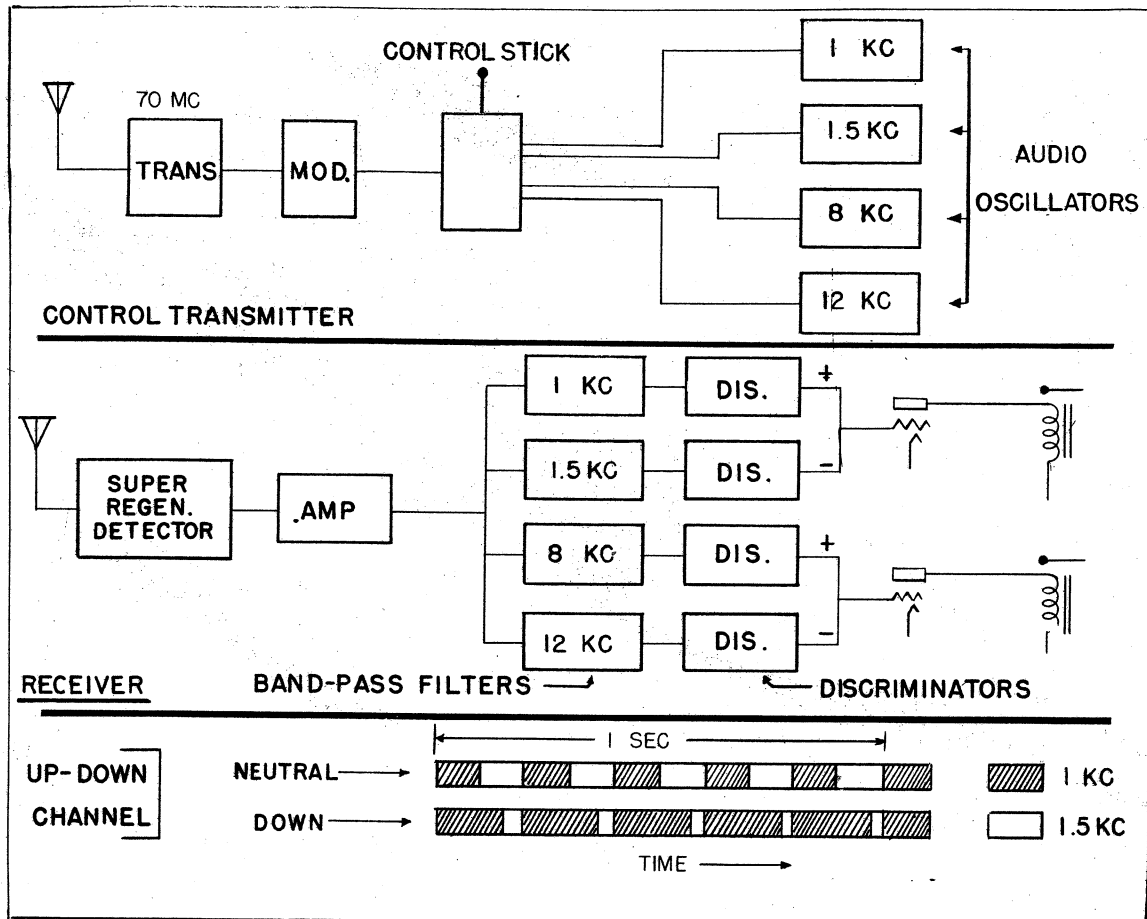 CONTROL STICK
70 MC
TRANS
MOD.
1 KC
1.5 KC
8 KC
12 KC
AUDIO
OSCILLATORS
CONTROL TRANSMITTER
SUPER
REGEN.
DETECTOR
.AMP
1 KC
DIS.
+
1.5 KC
DIS.
-
8 KC
DIS.
+
12 KC
DIS.
-
RECEIVER
BAND-PASS FILTERS
DISCRIMINATORS
1 SEC
UP-DOWN
CHANNEL
NEUTRAL
1 KC
DOWN
1.5 KC
TIME